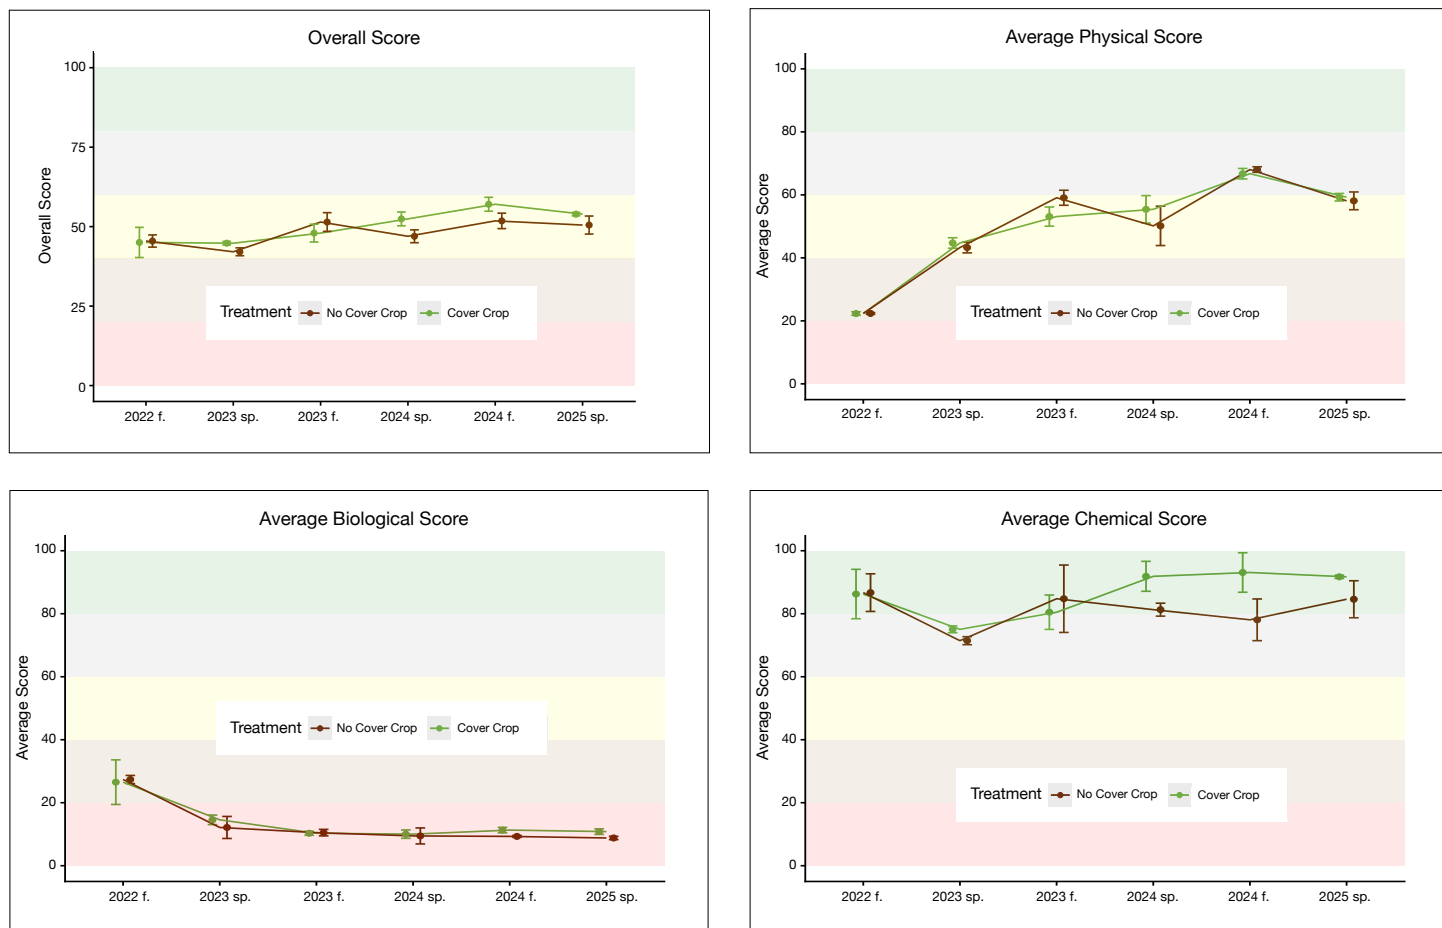 Overall Score
Overall Score
100
75
50
25
0
Treatment No Cover Crop Cover Crop
2022 f. 2023 sp. 2023 f. 2024 sp. 2024 f. 2025 sp.
Average Physical Score
Average Score
100
80
60
40
20
0
Treatment No Cover Crop Cover Crop
2022 f. 2023 sp. 2023 f. 2024 sp. 2024 f. 2025 sp.
Average Biological Score
Average Score
100
80
60
40
20
0
Treatment No Cover Crop Cover Crop
2022 f. 2023 sp. 2023 f. 2024 sp. 2024 f. 2025 sp.
Average Chemical Score
Average Score
100
80
60
40
20
0
Treatment No Cover Crop Cover Crop
2022 f. 2023 sp. 2023 f. 2024 sp. 2024 f. 2025 sp.